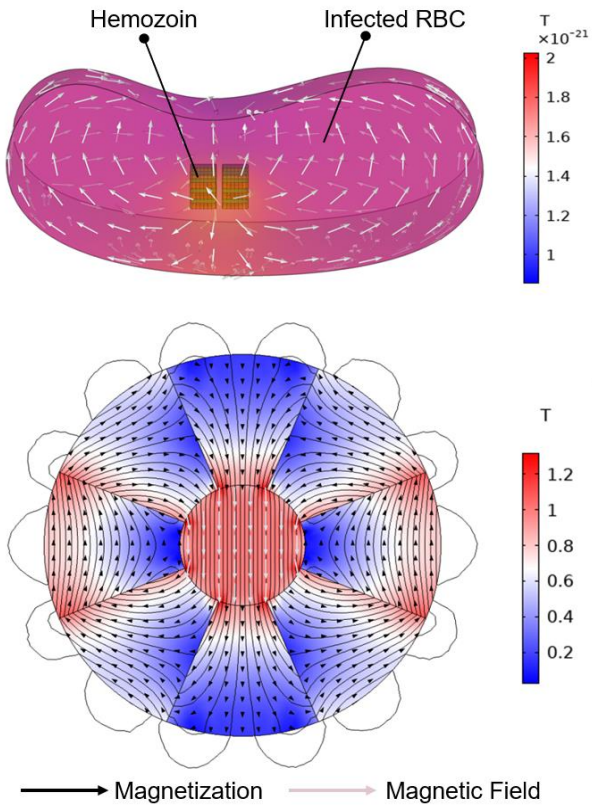 Hemozoin
Infected RBC
T
×10⁻²¹
2
1.8
1.6
1.4
1.2
1
T
1.2
1
0.8
0.6
0.4
0.2
Magnetization
Magnetic Field